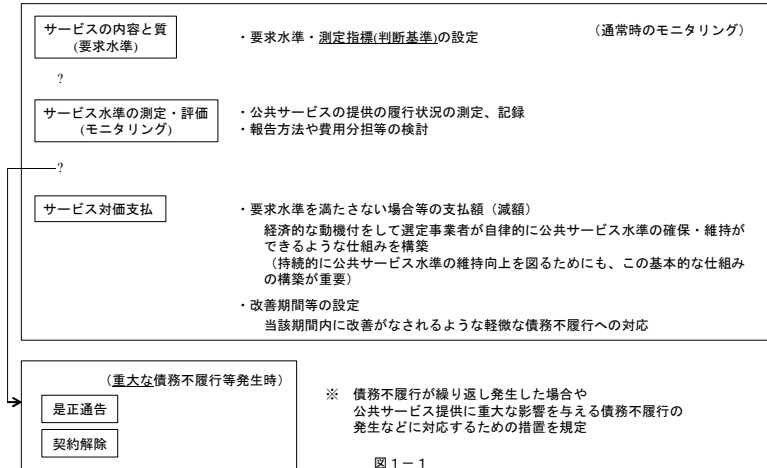 サービスの内容と質
(要求水準)
・要求水準・測定指標(判断基準)の設定
(通常時のモニタリング)
?
サービス水準の測定・評価
(モニタリング)
・公共サービスの提供の履行状況の測定、記録
・報告方法や費用分担等の検討
?
サービス対価支払
・要求水準を満たさない場合等の支払額(減額)
経済的な動機付をして選定事業者が自律的に公共サービス水準の確保・維持が
できるような仕組みを構築
(持続的に公共サービス水準の維持向上を図るためにも、この基本的な仕組み
の構築が重要)
・改善期間等の設定
当該期間内に改善がなされるような軽微な債務不履行への対応
(重大な債務不履行等発生時)
是正通告
契約解除
※ 債務不履行が繰り返し発生した場合や
公共サービス提供に重大な影響を与える債務不履行の
発生などに対応するための措置を規定
図1-1